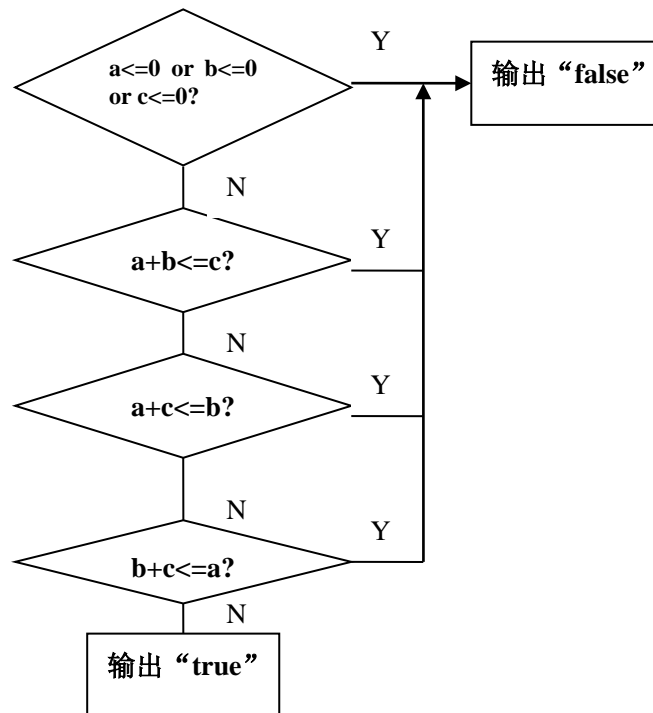 Y
a<=0 or b<=0
or c<=0?
输出“false”
N
Y
a+b<=c?
N
Y
a+c<=b?
N
Y
b+c<=a?
N
输出“true”